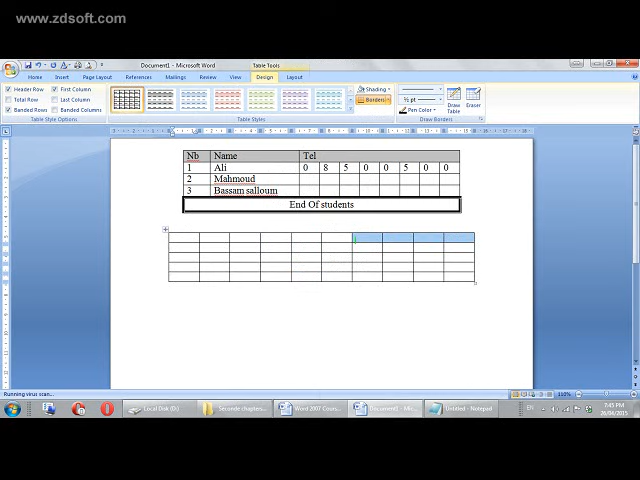 www.zdsoft.com
Document1 - Microsoft Word
Table Tools
Home Insert Page Layout References Mailings Review View Design Layout
Header Row First Column
Total Row Last Column
Banded Rows Banded Columns
Table Style Options
Table Styles
Shading
Borders
½ pt
Pen Color
Draw Table
Eraser
Draw Borders
Nb Name Tel
1 Ali 0 8 5 0 0 5 0 0
2 Mahmoud
3 Bassam salloum
End Of students
Running virus scan...
110%
Local Disk (D:)
Seconde chapters...
Word 2007 Cours...
Document1 - Mic...
Untitled - Notepad
EN
7:45 PM
26/04/2015